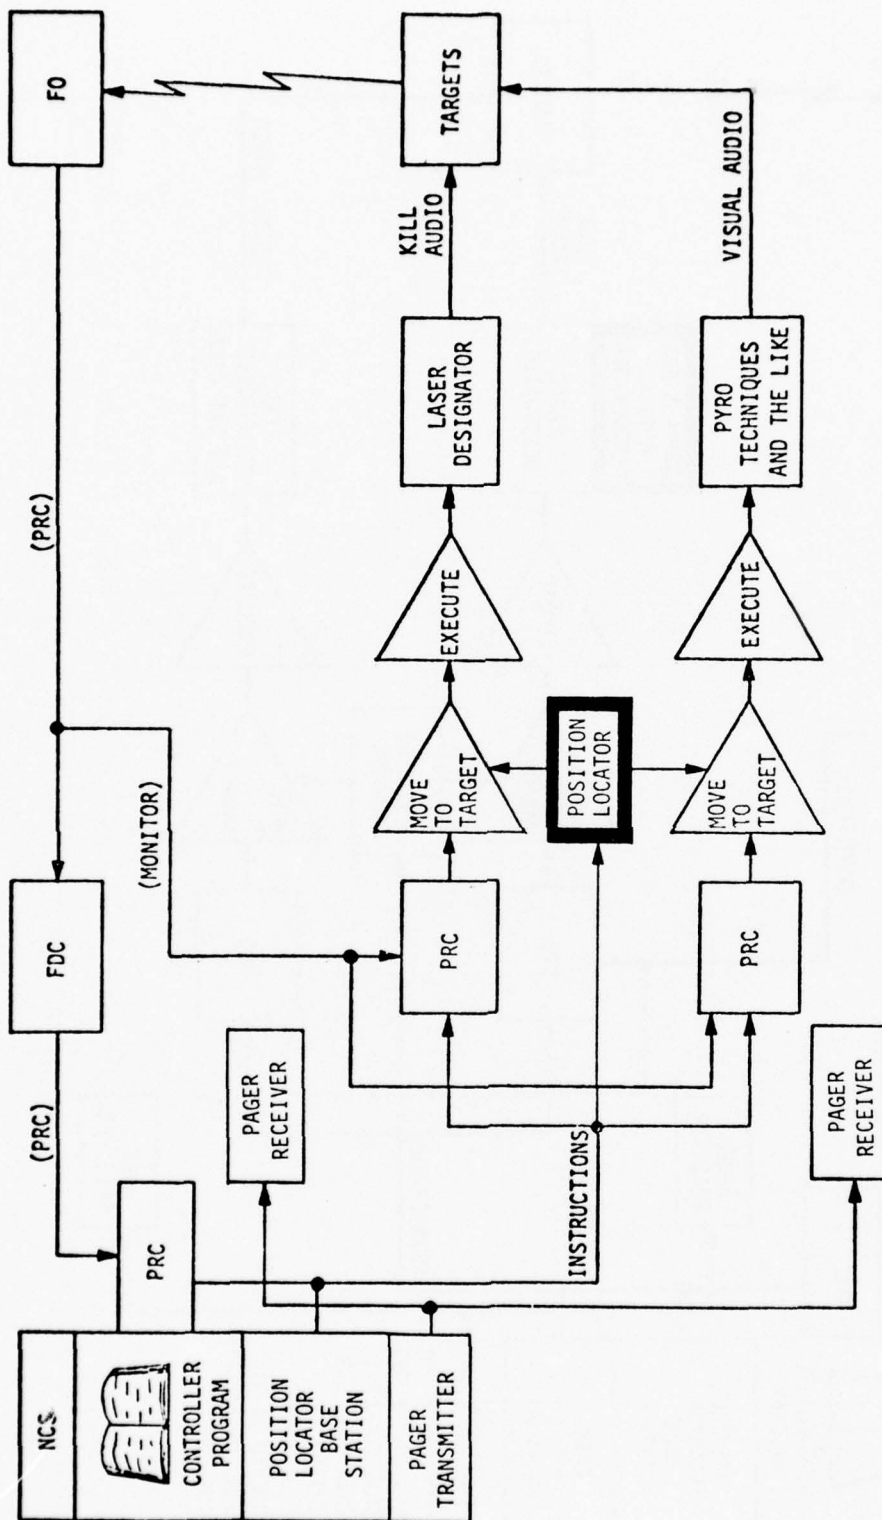 NCS
CONTROLLER
PROGRAM
POSITION
LOCATOR
BASE
STATION
PAGER
TRANSMITTER
PRC
(PRC)
FDC
(PRC)
FO
(MONITOR)
PAGER
RECEIVER
INSTRUCTIONS
PRC
MOVE
TO
TARGET
EXECUTE
LASER
DESIGNATOR
KILL
AUDIO
TARGETS
POSITION
LOCATOR
PRC
MOVE
TO
TARGET
EXECUTE
PYRO
TECHNIQUES
AND THE LIKE
VISUAL AUDIO
PAGER
RECEIVER